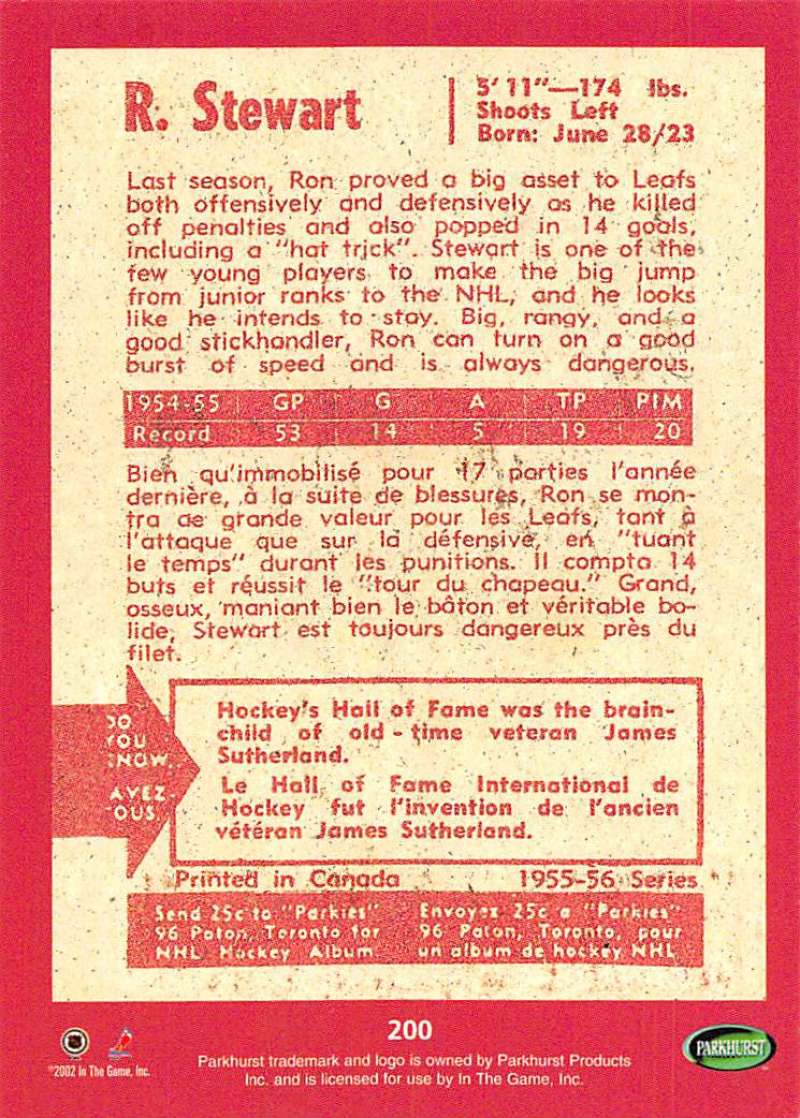 R. Stewart
5' 11"—174 lbs.
Shoots Left
Born: June 28/23
Last season, Ron proved a big asset to Leafs
both offensively and defensively as he killed
off penalties and also popped in 14 goals,
including a "hat trick". Stewart is one of the
few young players to make the big jump
from junior ranks to the NHL, and he looks
like he intends to stay. Big, rangy, and a
good stickhandler, Ron can turn on a good
burst of speed and is always dangerous.
1954-55 GP G A TP PIM
Record 53 14 5 19 20
Bien qu'immobilisé pour 17 parties l'année
dernière, à la suite de blessures, Ron se mon-
tra de grande valeur pour les Leafs, tant à
l'attaque que sur la défensive, en "tuant
le temps" durant les punitions. Il compta 14
buts et réussit le "tour du chapeau." Grand,
osseux, maniant bien le bâton et véritable bo-
lide, Stewart est toujours dangereux près du
filet.
DO
YOU
KNOW..
AVEZ-
VOUS
Hockey's Hall of Fame was the brain-
child of old-time veteran James
Sutherland.
Le Hall of Fame International de
Hockey fut l'invention de l'ancien
vétéran James Sutherland.
Printed in Canada 1955-56 Series
Send 25c to "Parkies"
96 Paton, Toronto for
NHL Hockey Album
Envoyez 25c a "Parkies"
96 Paton, Toronto, pour
un album de hockey NHL
200
©2002 In The Game, Inc.
Parkhurst trademark and logo is owned by Parkhurst Products
Inc. and is licensed for use by In The Game, Inc.
PARKHURST